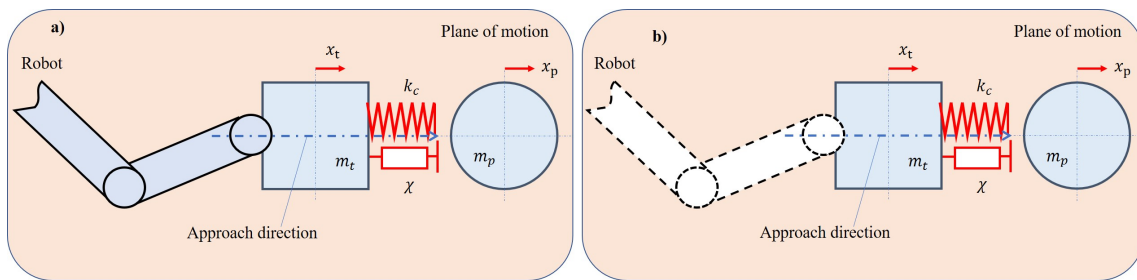 a)
Plane of motion
Robot
x_t
x_p
k_c
m_t
m_p
χ
Approach direction
b)
Plane of motion
Robot
x_t
x_p
k_c
m_t
m_p
χ
Approach direction